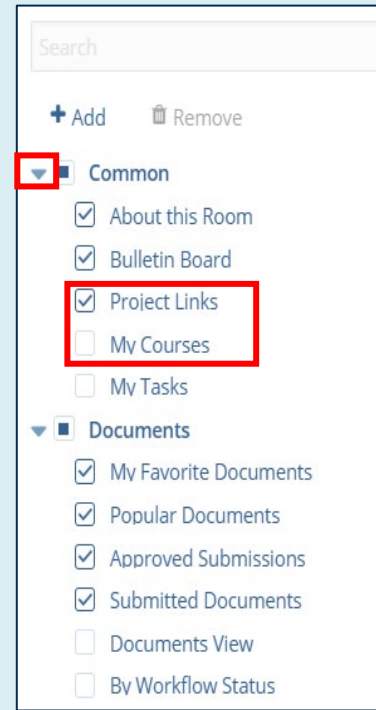 Search
Add Remove
Common
About this Room
Bulletin Board
Project Links
My Courses
My Tasks
Documents
My Favorite Documents
Popular Documents
Approved Submissions
Submitted Documents
Documents View
By Workflow Status